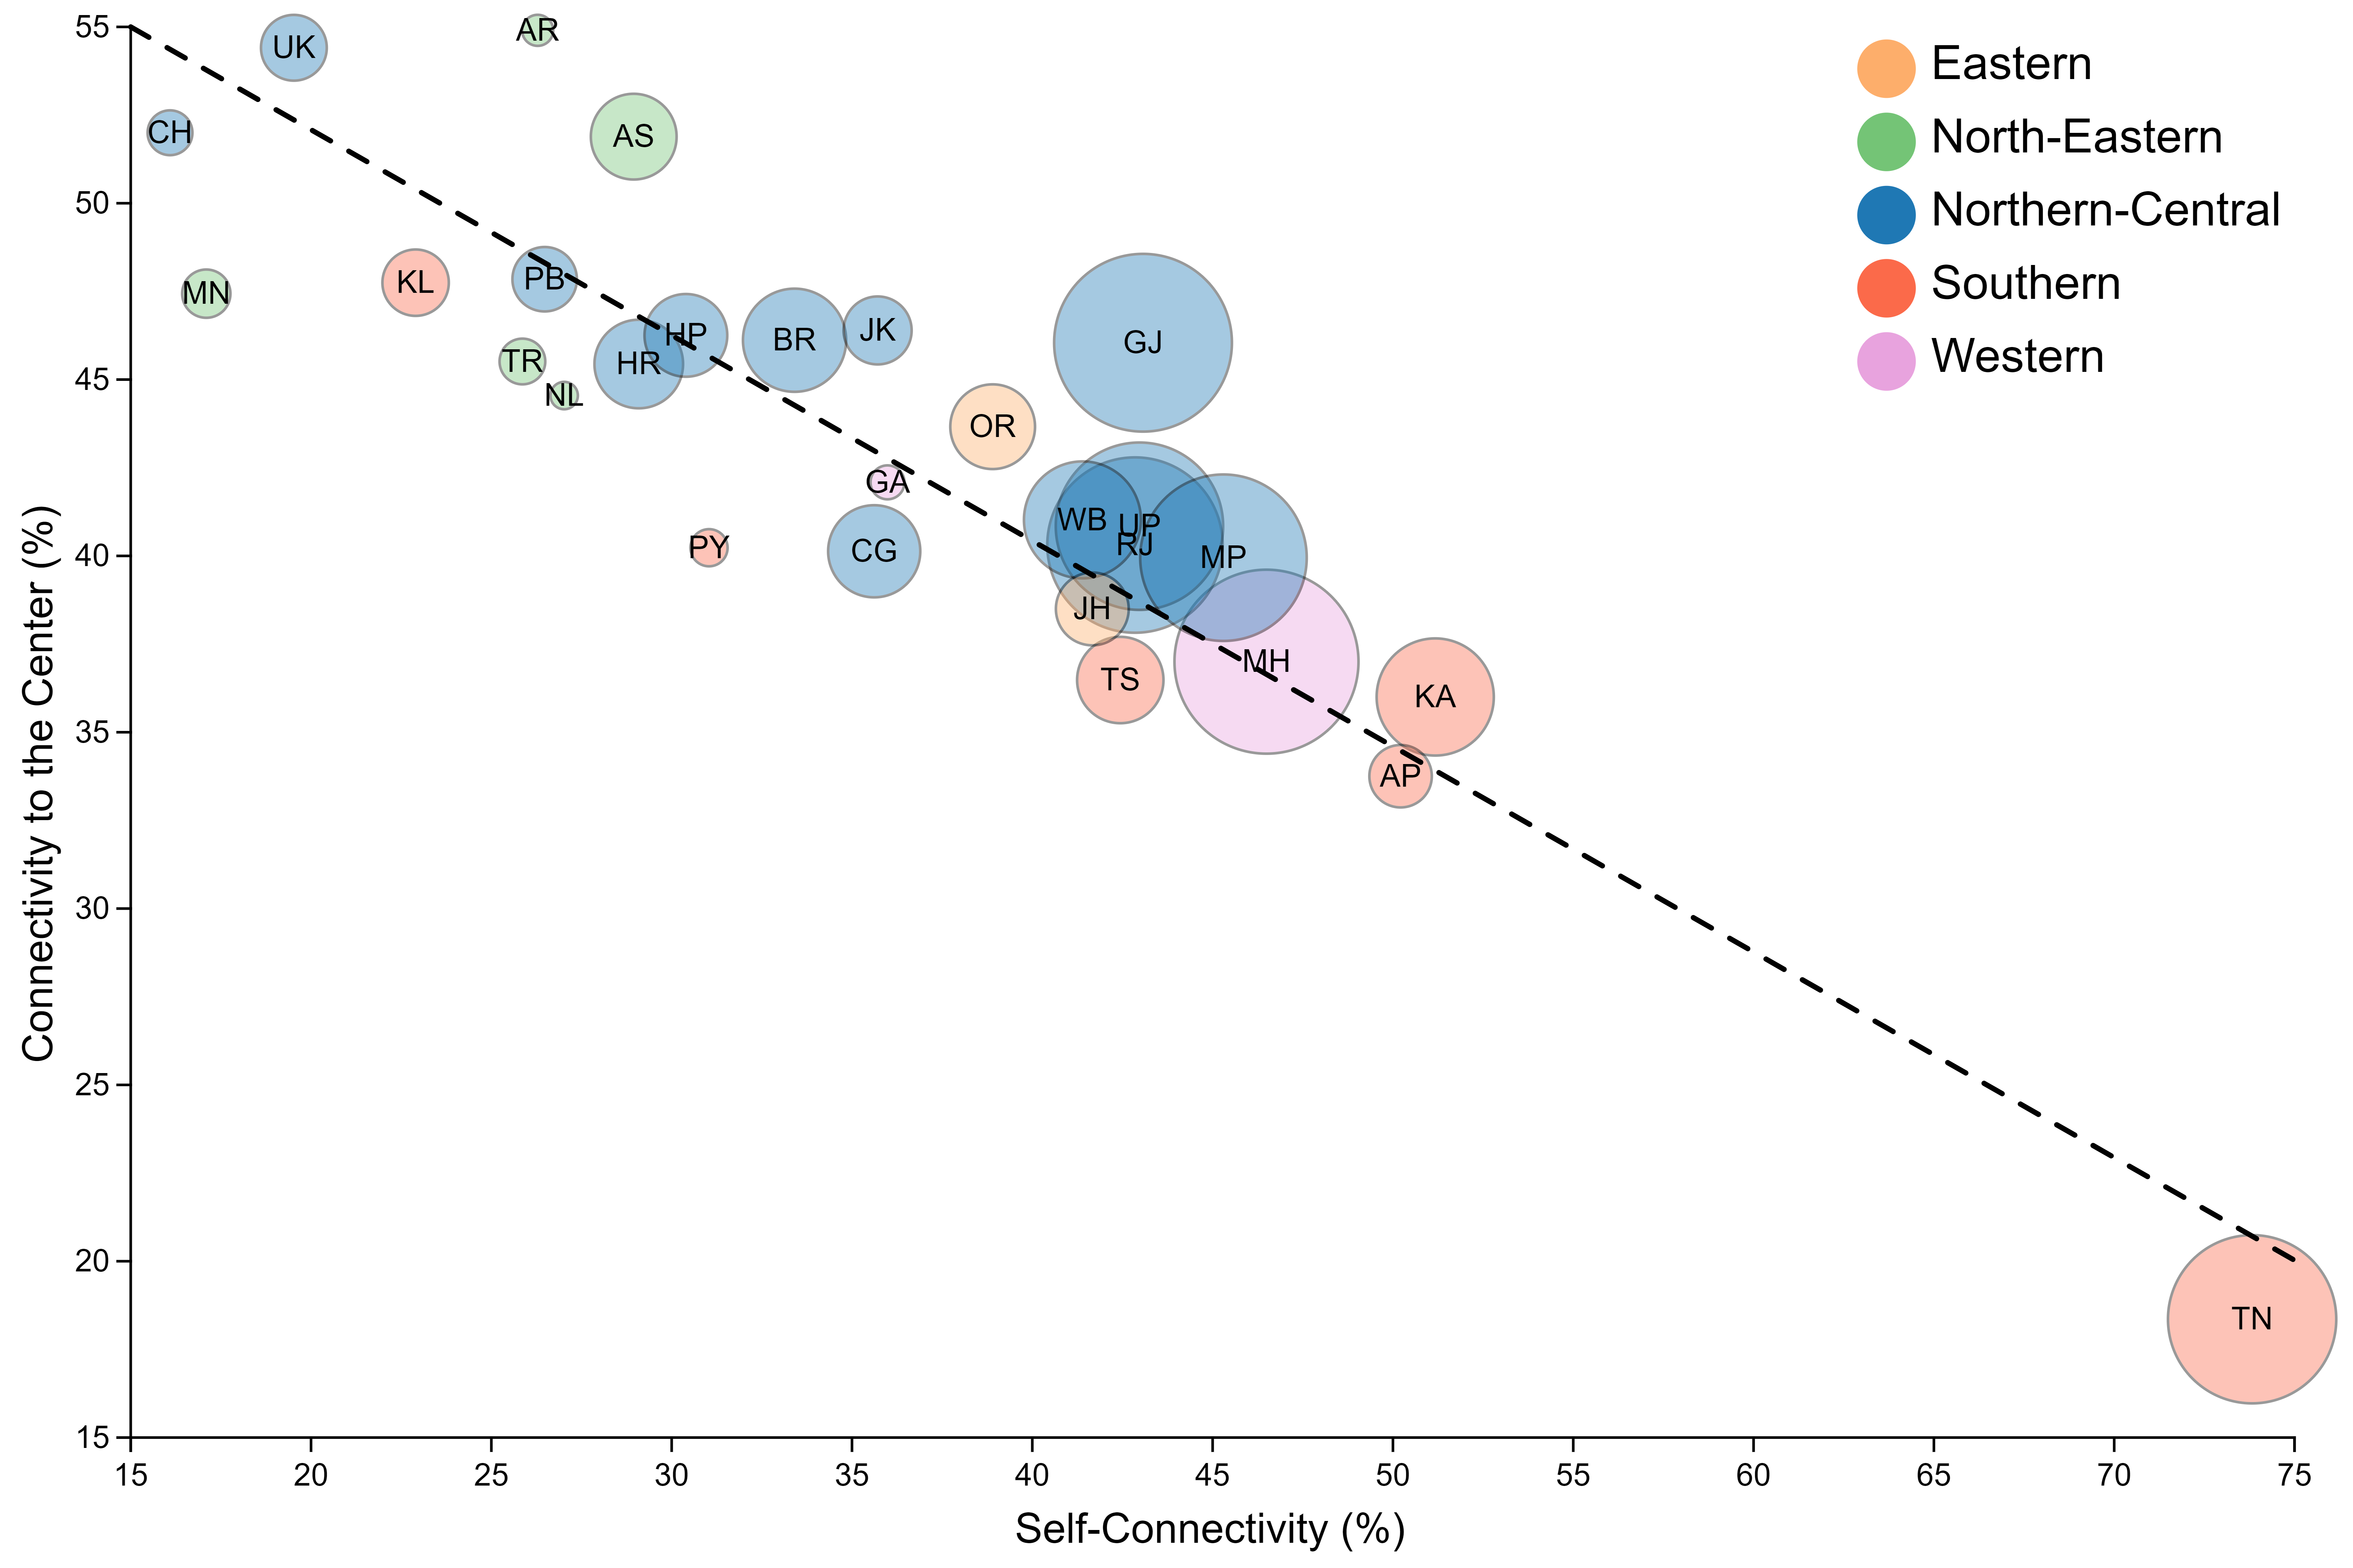 Eastern
North-Eastern
Northern-Central
Southern
Western
Connectivity to the Center (%)
55
50
45
40
35
30
25
20
15
UK
AR
CH
AS
KL
PB
MN
HP
BR
JK
GJ
TR
HR
NL
OR
GA
WB
UP
PY
CG
RJ
MP
JH
TS
MH
KA
AP
TN
15 20 25 30 35 40 45 50 55 60 65 70 75
Self-Connectivity (%)